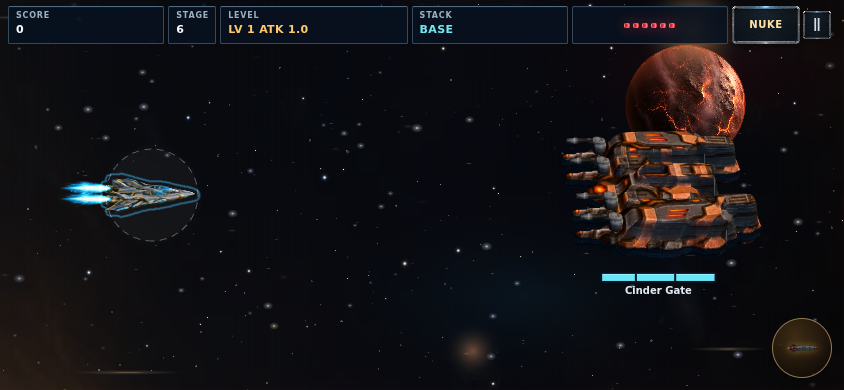 SCORE
0
STAGE
6
LEVEL
LV 1 ATK 1.0
STACK
BASE
NUKE
Cinder Gate